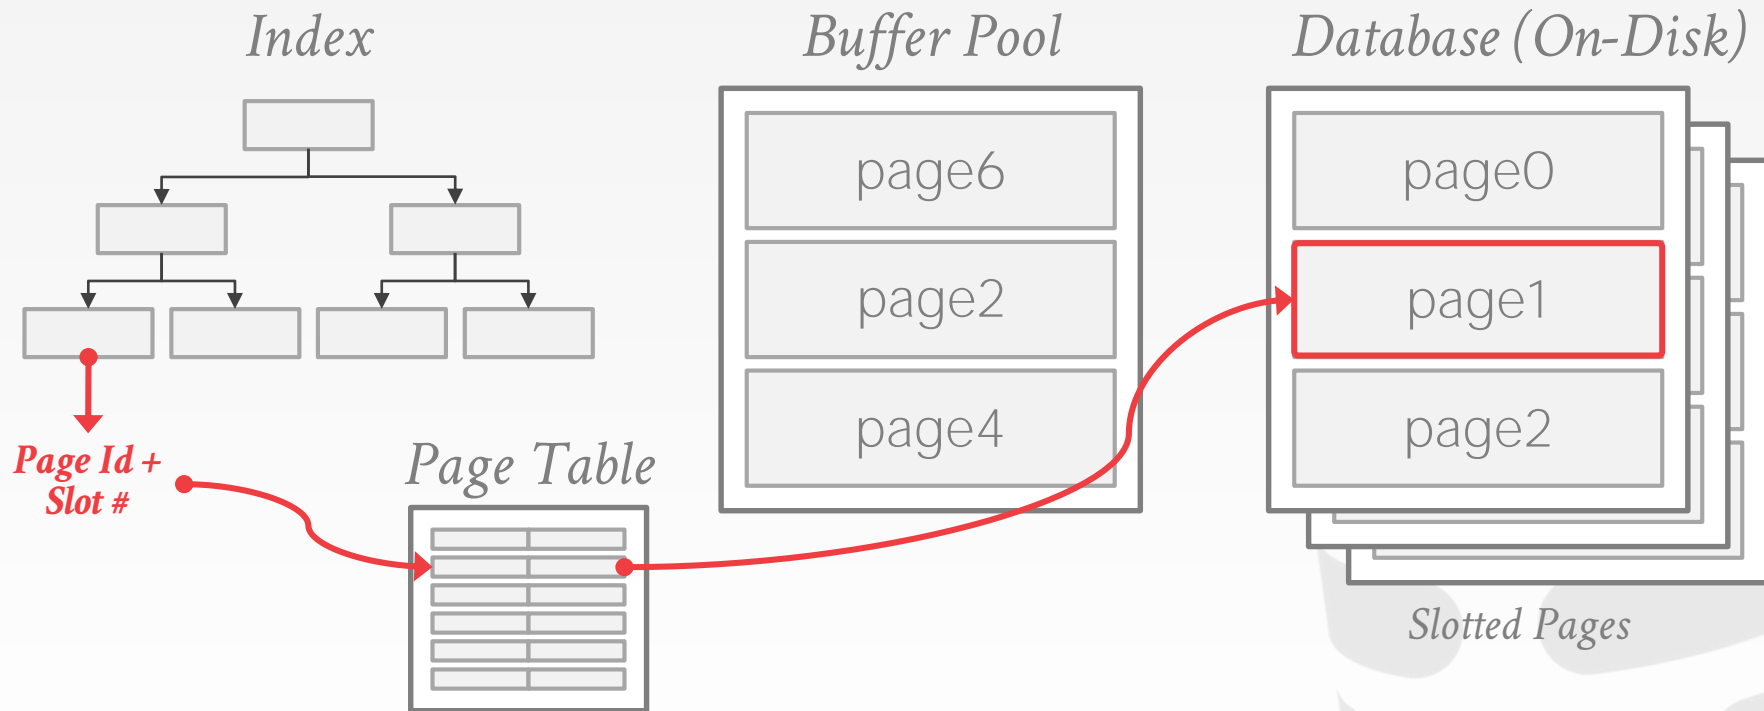 Index
Buffer Pool
Database (On-Disk)
page6
page2
page4
page0
page1
page2
Page Id +
Slot #
Page Table
Slotted Pages